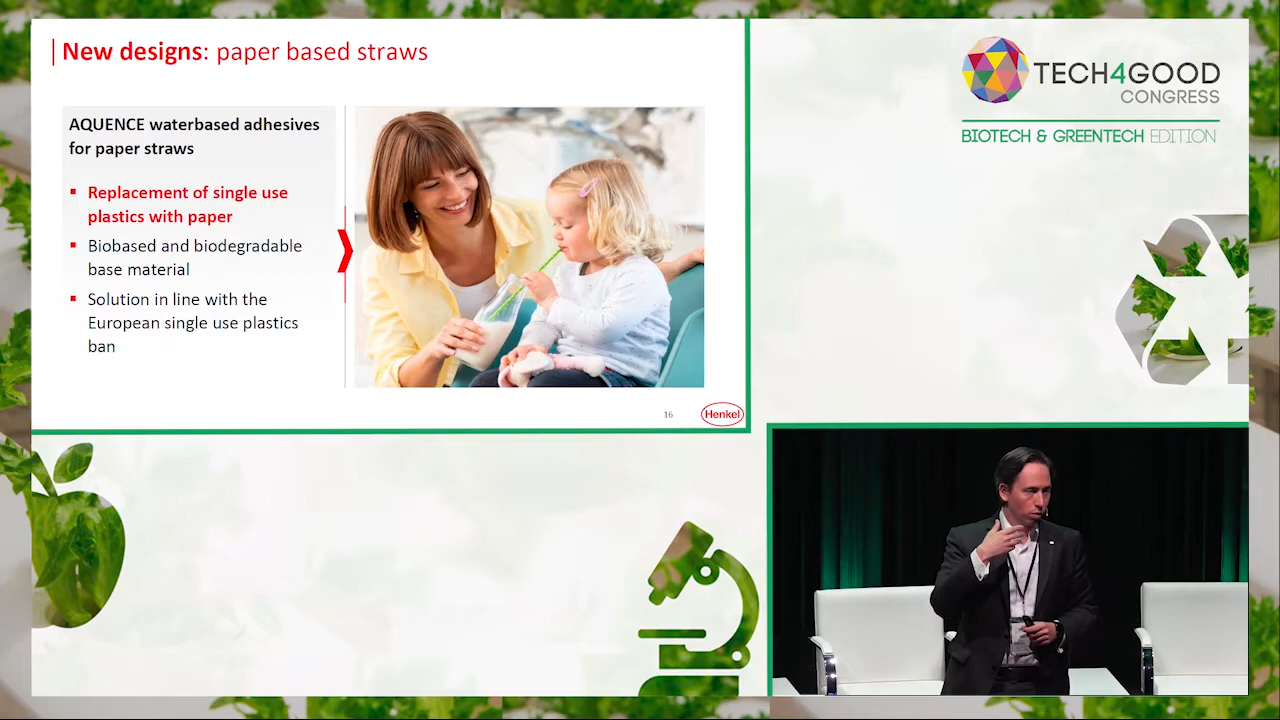 New designs: paper based straws
AQUENCE waterbased adhesives
for paper straws
Replacement of single use
plastics with paper
Biobased and biodegradable
base material
Solution in line with the
European single use plastics
ban
16
Henkel
TECH4GOOD
CONGRESS
BIOTECH & GREENTECH EDITION